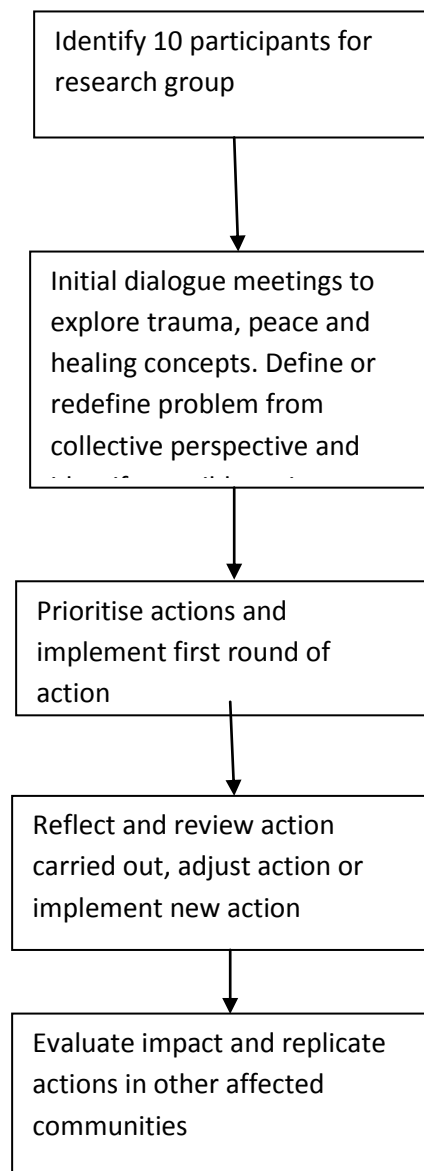 Identify 10 participants for
research group
Initial dialogue meetings to
explore trauma, peace and
healing concepts. Define or
redefine problem from
collective perspective and
Prioritise actions and
implement first round of
action
Reflect and review action
carried out, adjust action or
implement new action
Evaluate impact and replicate
actions in other affected
communities